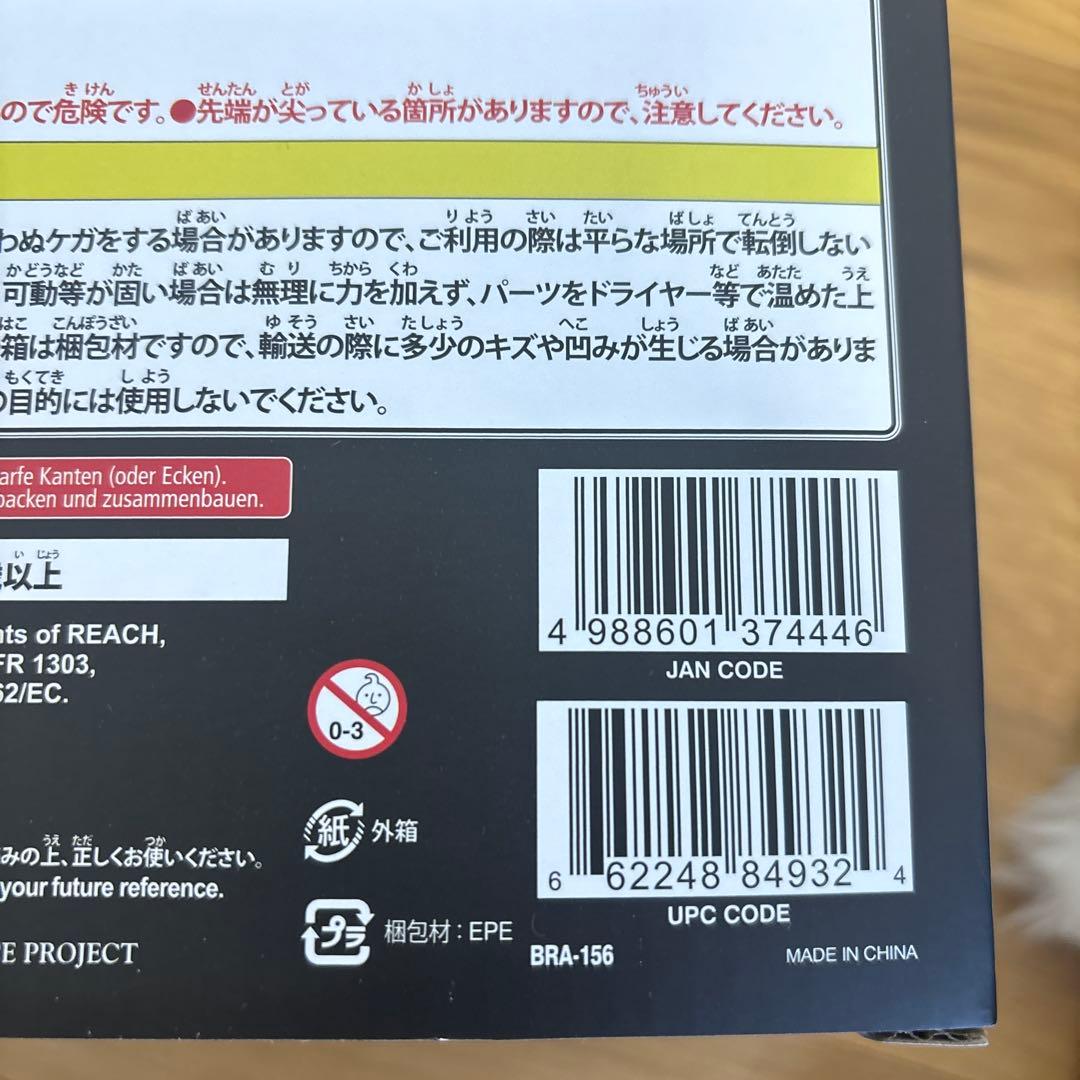 ので危険です。●先端が尖っている箇所がありますので、注意してください。
わぬケガをする場合がありますので、ご利用の際は平らな場所で転倒しない
可動等が固い場合は無理に力を加えず、パーツをドライヤー等で温めた上
箱は梱包材ですので、輸送の際に多少のキズや凹みが生じる場合がありま
の目的には使用しないでください。
arfe Kanten (oder Ecken).
packen und zusammenbauen.
以上
nts of REACH,
FR 1303,
62/EC.
0-3
4 988601 374446
JAN CODE
紙 外箱
みの上、正しくお使いください。
your future reference.
6 62248 84932 4
UPC CODE
プラ 梱包材：EPE
E PROJECT
BRA-156
MADE IN CHINA